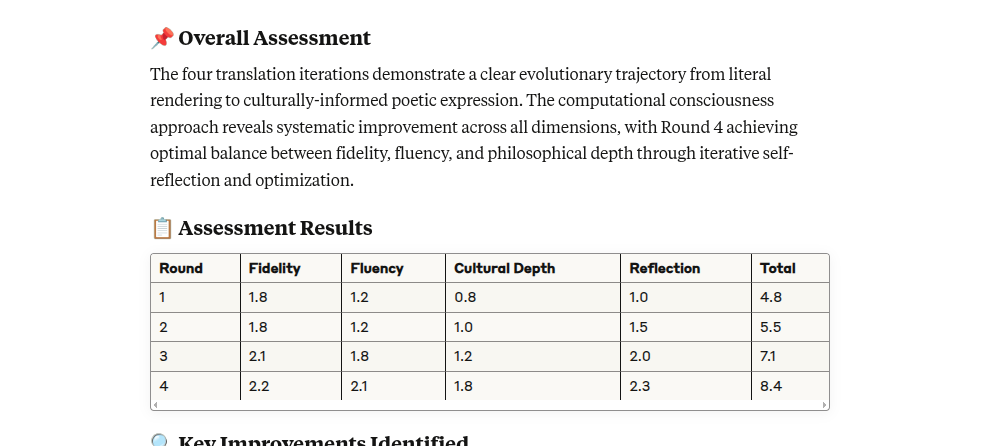 📌 Overall Assessment
The four translation iterations demonstrate a clear evolutionary trajectory from literal
rendering to culturally-informed poetic expression. The computational consciousness
approach reveals systematic improvement across all dimensions, with Round 4 achieving
optimal balance between fidelity, fluency, and philosophical depth through iterative self-
reflection and optimization.
📋 Assessment Results
Round Fidelity Fluency Cultural Depth Reflection Total
1 1.8 1.2 0.8 1.0 4.8
2 1.8 1.2 1.0 1.5 5.5
3 2.1 1.8 1.2 2.0 7.1
4 2.2 2.1 1.8 2.3 8.4
🔍 Key Improvements Identified